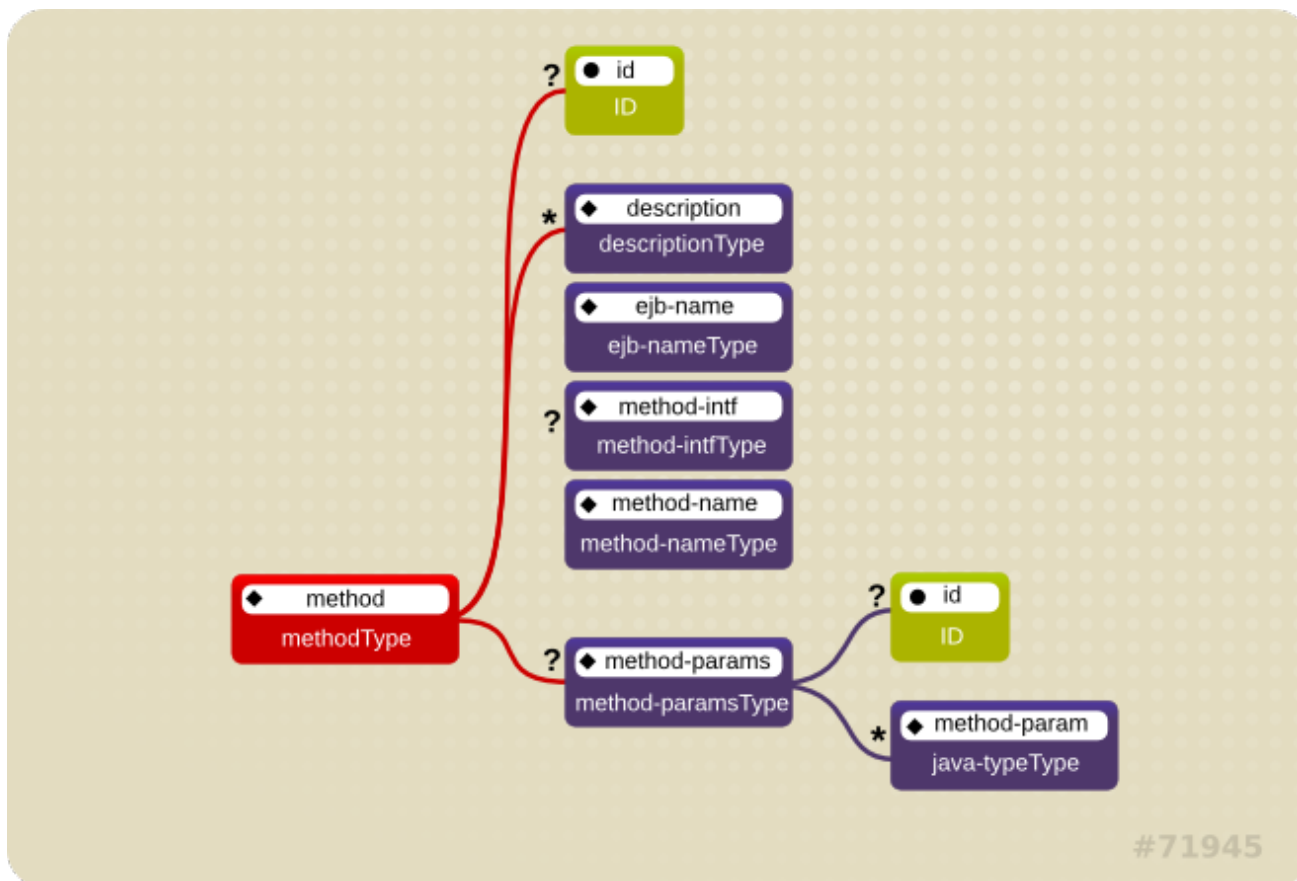 ? id
ID
* description
descriptionType
ejb-name
ejb-nameType
? method-intf
method-intfType
method-name
method-nameType
method
methodType
? id
ID
? method-params
method-paramsType
* method-param
java-typeType
#71945